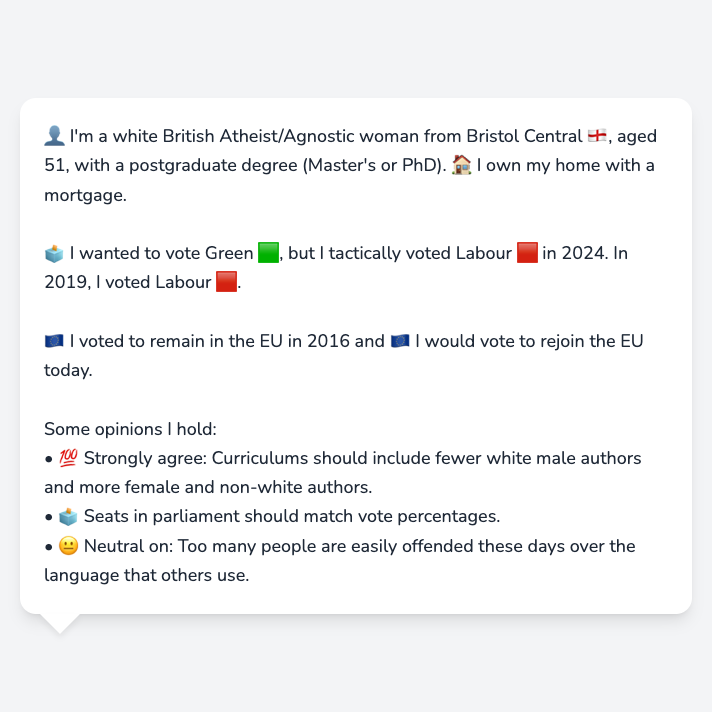 👤 I'm a white British Atheist/Agnostic woman from Bristol Central 🏴󠁧󠁢󠁥󠁮󠁧󠁿, aged
51, with a postgraduate degree (Master's or PhD). 🏠 I own my home with a
mortgage.
🗳️ I wanted to vote Green 🟩, but I tactically voted Labour 🟥 in 2024. In
2019, I voted Labour 🟥.
🇪🇺 I voted to remain in the EU in 2016 and 🇪🇺 I would vote to rejoin the EU
today.
Some opinions I hold:
• 💯 Strongly agree: Curriculums should include fewer white male authors
and more female and non-white authors.
• 🗳️ Seats in parliament should match vote percentages.
• 😐 Neutral on: Too many people are easily offended these days over the
language that others use.